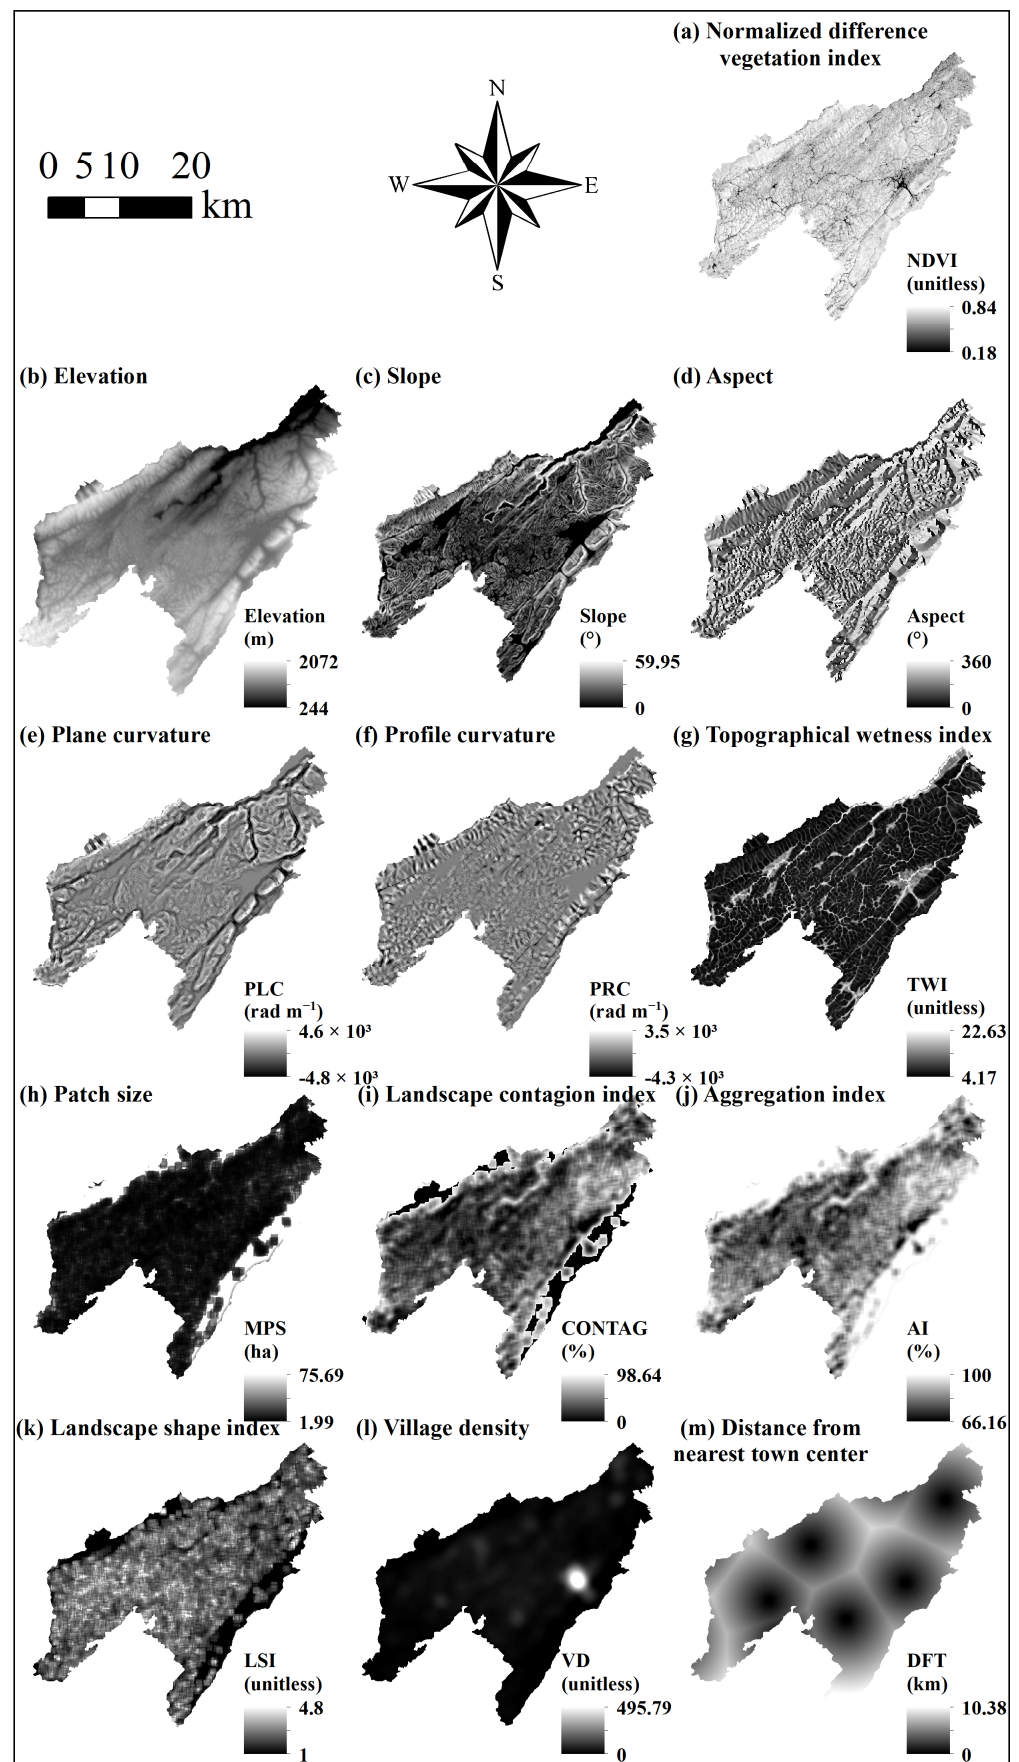 (a) Normalized difference
vegetation index
N
0 5 10 20
km
W E
S
NDVI
(unitless)
0.84
0.18
(b) Elevation
(c) Slope
(d) Aspect
Elevation
(m)
2072
244
Slope
(°)
59.95
0
Aspect
(°)
360
0
(e) Plane curvature
(f) Profile curvature
(g) Topographical wetness index
PLC
(rad m⁻¹)
4.6 × 10³
-4.8 × 10³
PRC
(rad m⁻¹)
3.5 × 10³
-4.3 × 10³
TWI
(unitless)
22.63
4.17
(h) Patch size
(i) Landscape contagion index
(j) Aggregation index
MPS
(ha)
75.69
1.99
CONTAG
(%)
98.64
0
AI
(%)
100
66.16
(k) Landscape shape index
(l) Village density
(m) Distance from
nearest town center
LSI
(unitless)
4.8
1
VD
(unitless)
495.79
0
DFT
(km)
10.38
0